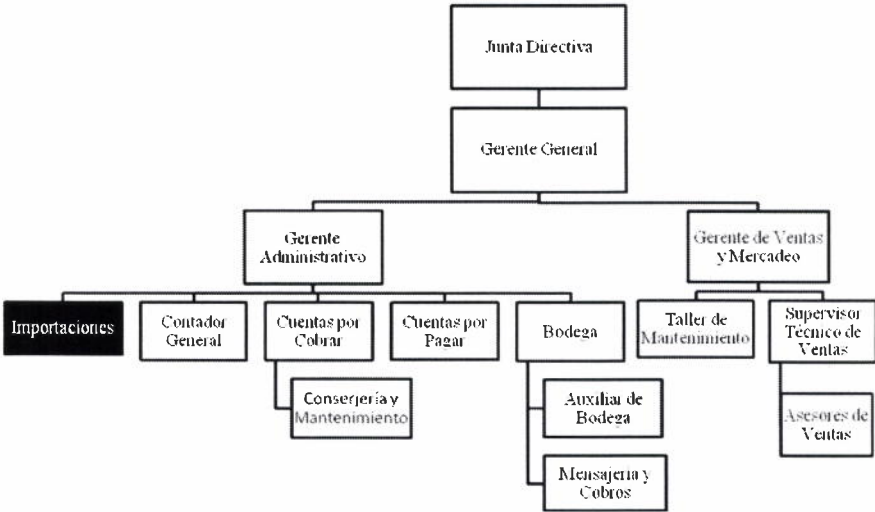 Junta Directiva
Gerente General
Gerente
Administrativo
Gerente de Ventas
y Mercadeo
Importaciones
Contador
General
Cuentas por
Cobrar
Cuentas por
Pagar
Bodega
Taller de
Mantenimiento
Supervisor
Técnico de
Ventas
Conserjería y
Mantenimiento
Auxiliar de
Bodega
Asesores de
Ventas
Mensajería y
Cobros